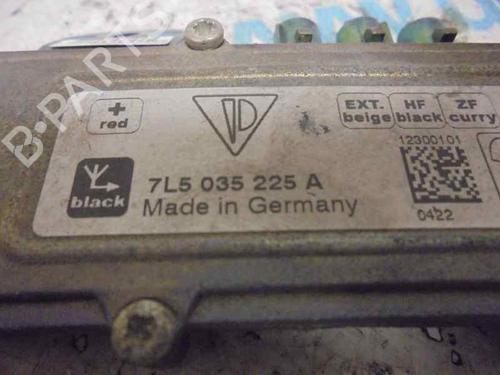 +
red
EXT.
beige
HF
black
ZF
curry
12300101
black
7L5 035 225 A
Made in Germany
0422
B-PARTS